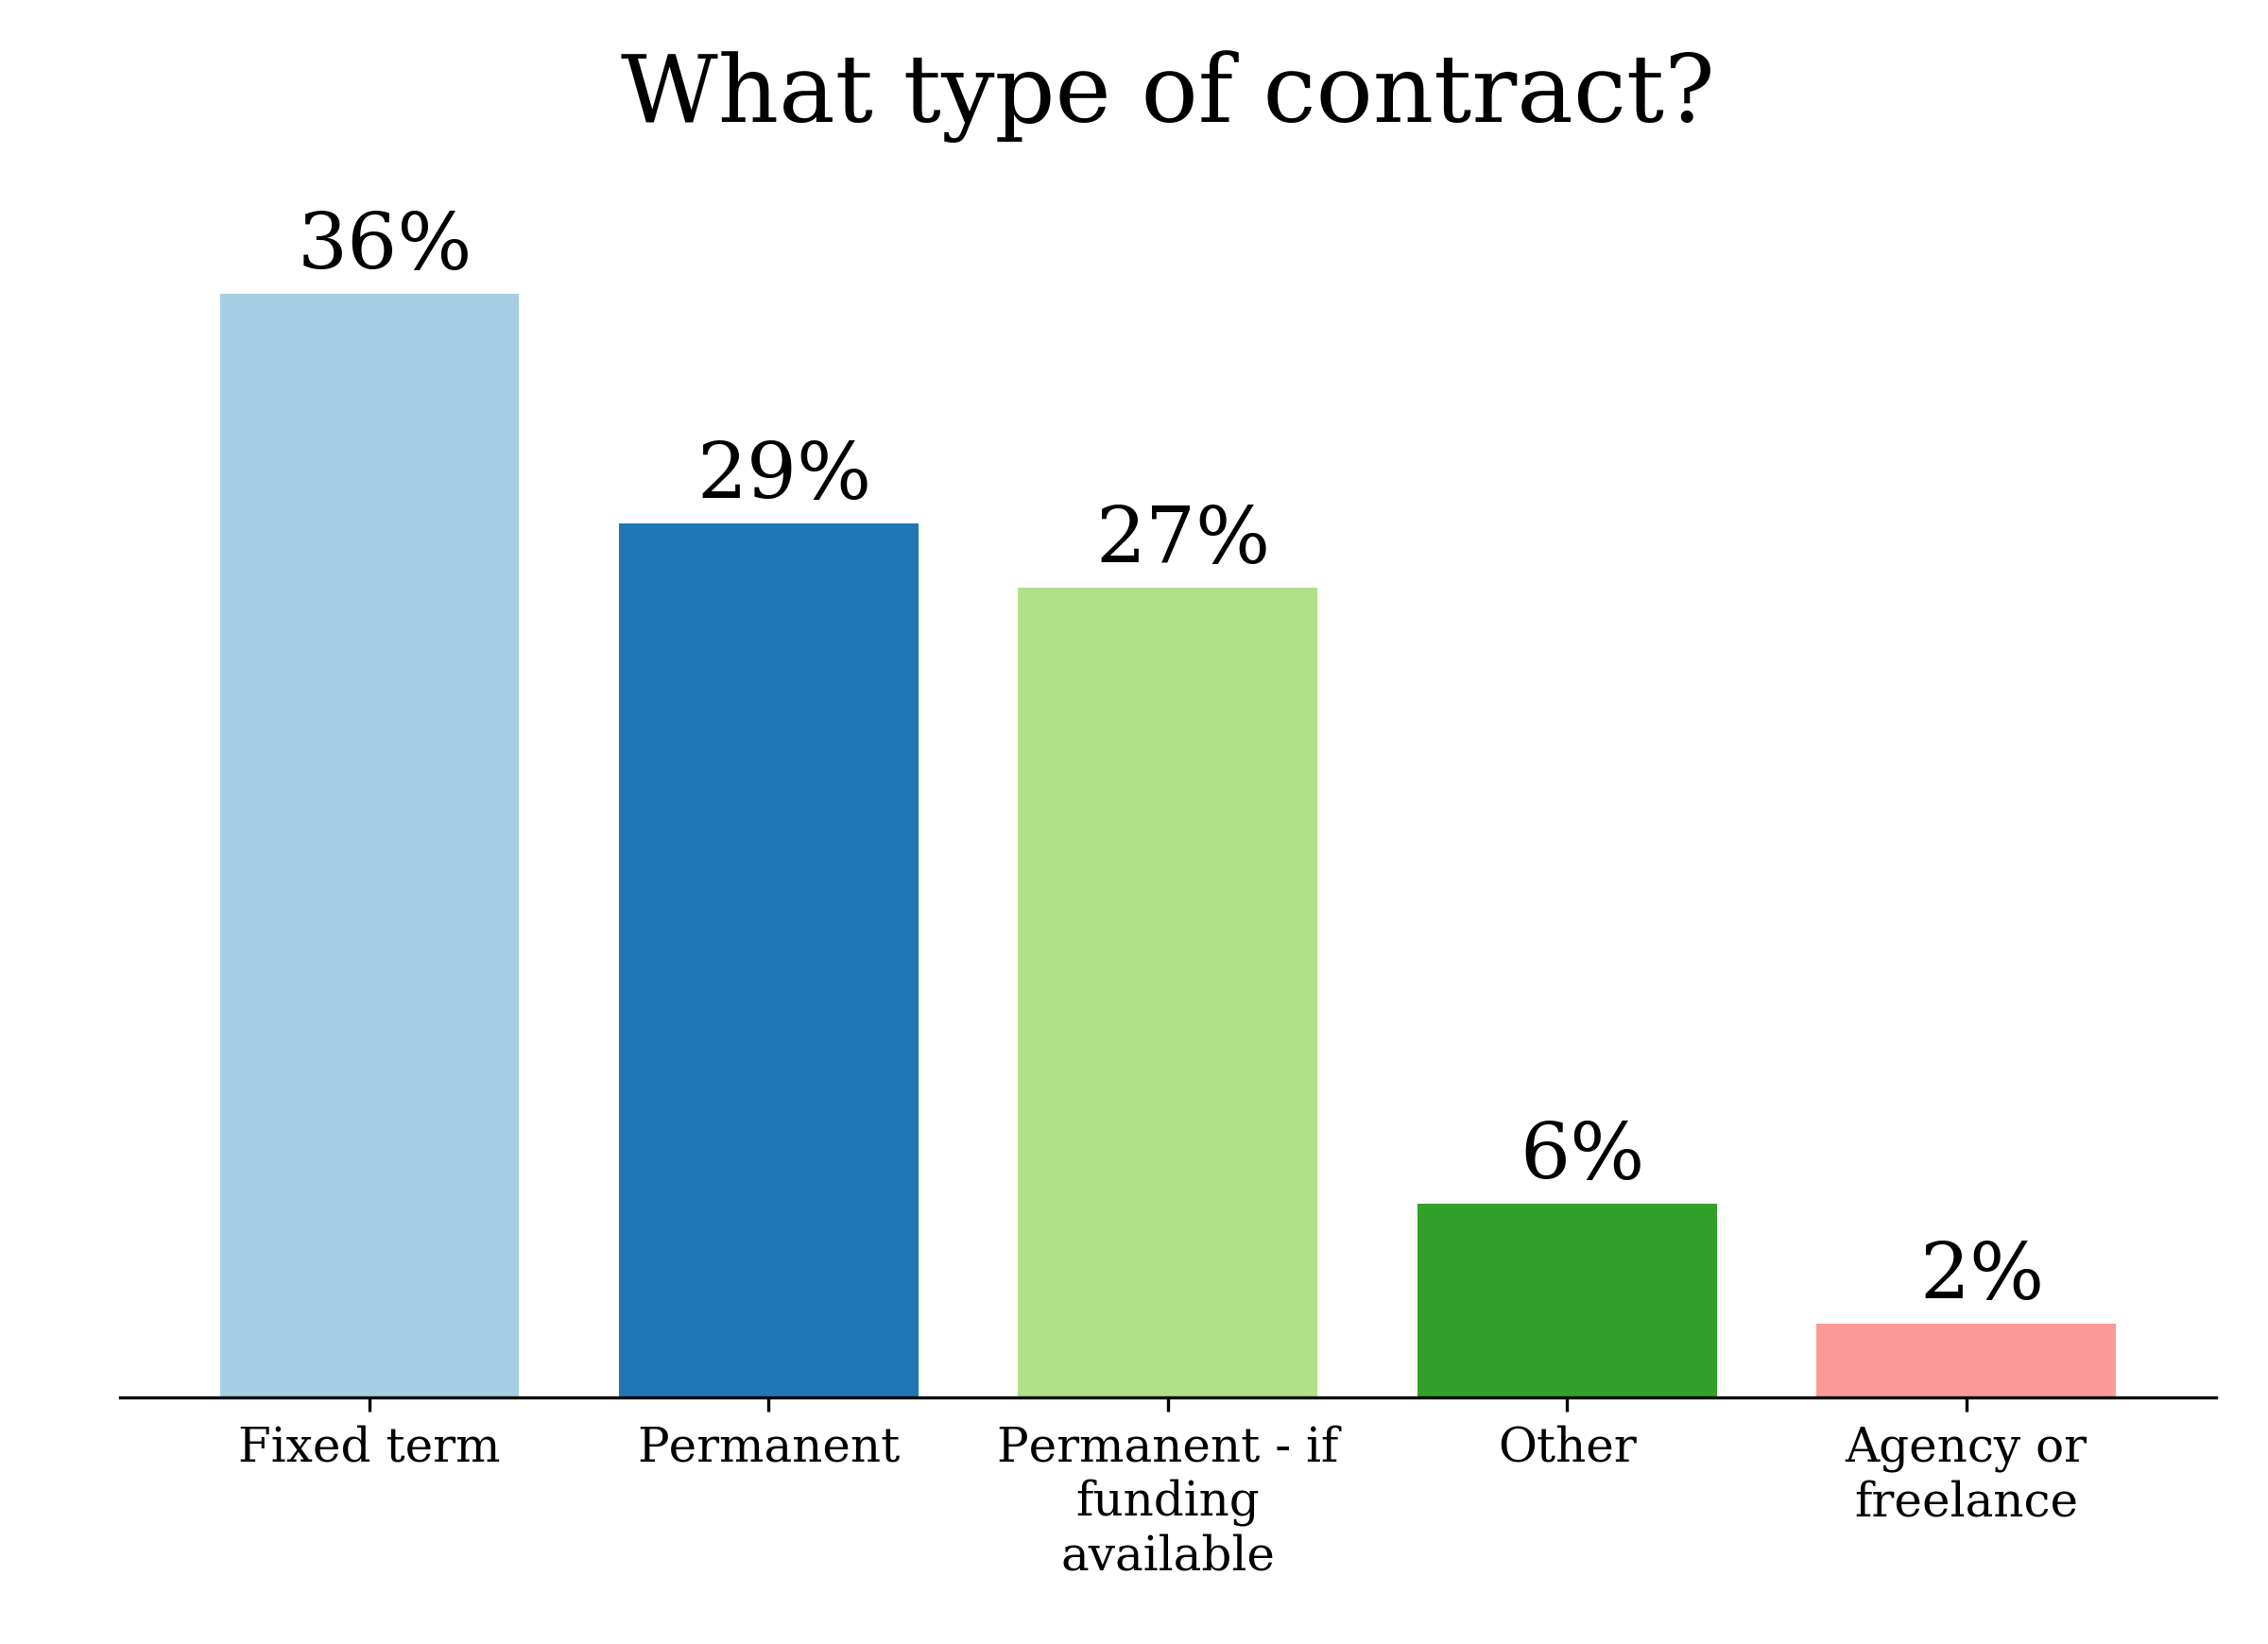 What type of contract?
36%
29%
27%
6%
2%
Fixed term
Permanent
Permanent - if
funding
available
Other
Agency or
freelance